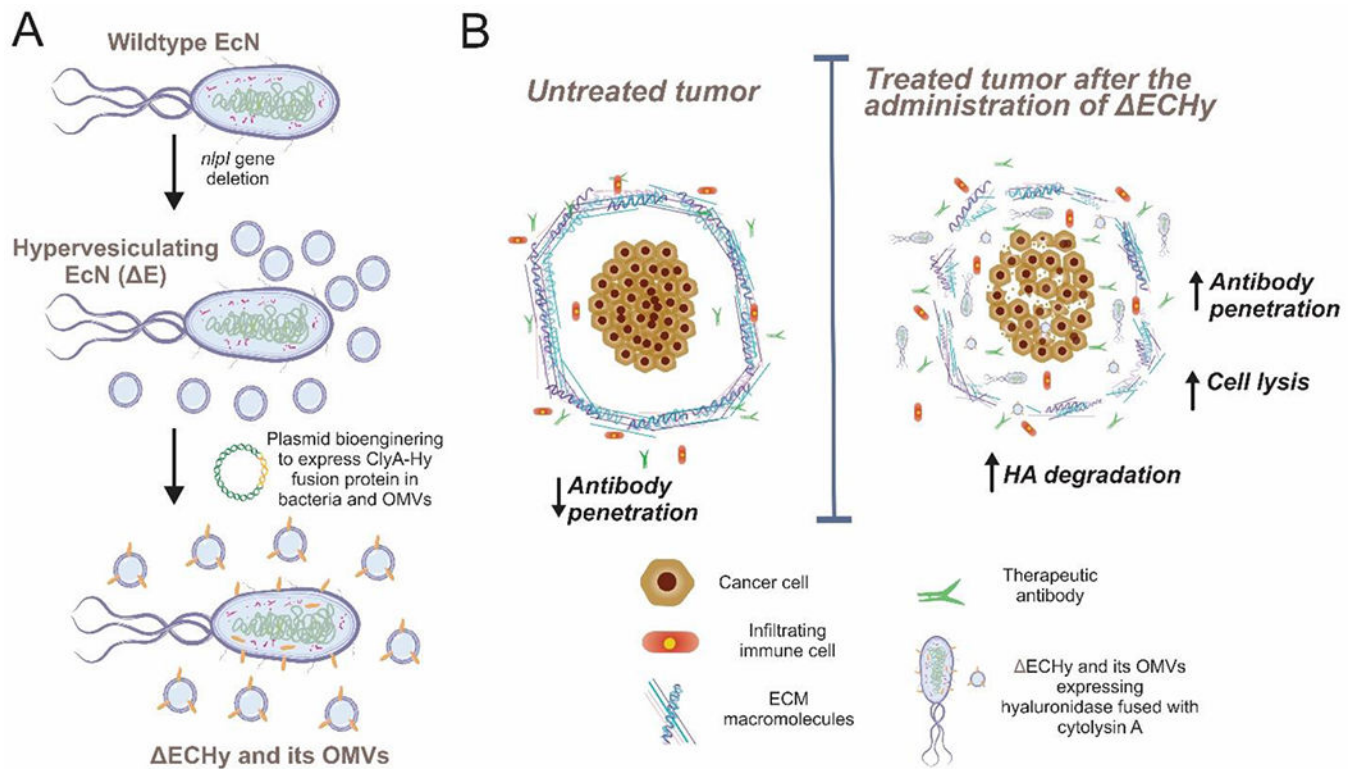 A
Wildtype EcN
nlpI gene
deletion
Hypervesiculating
EcN (ΔE)
Plasmid bioenginering
to express ClyA-Hy
fusion protein in
bacteria and OMVs
ΔECHy and its OMVs
B
Untreated tumor
Treated tumor after the
administration of ΔECHy
Antibody
penetration
Antibody
penetration
Cell lysis
HA degradation
Cancer cell
Infiltrating
immune cell
ECM
macromolecules
Therapeutic
antibody
ΔECHy and its OMVs
expressing
hyaluronidase fused with
cytolysin A